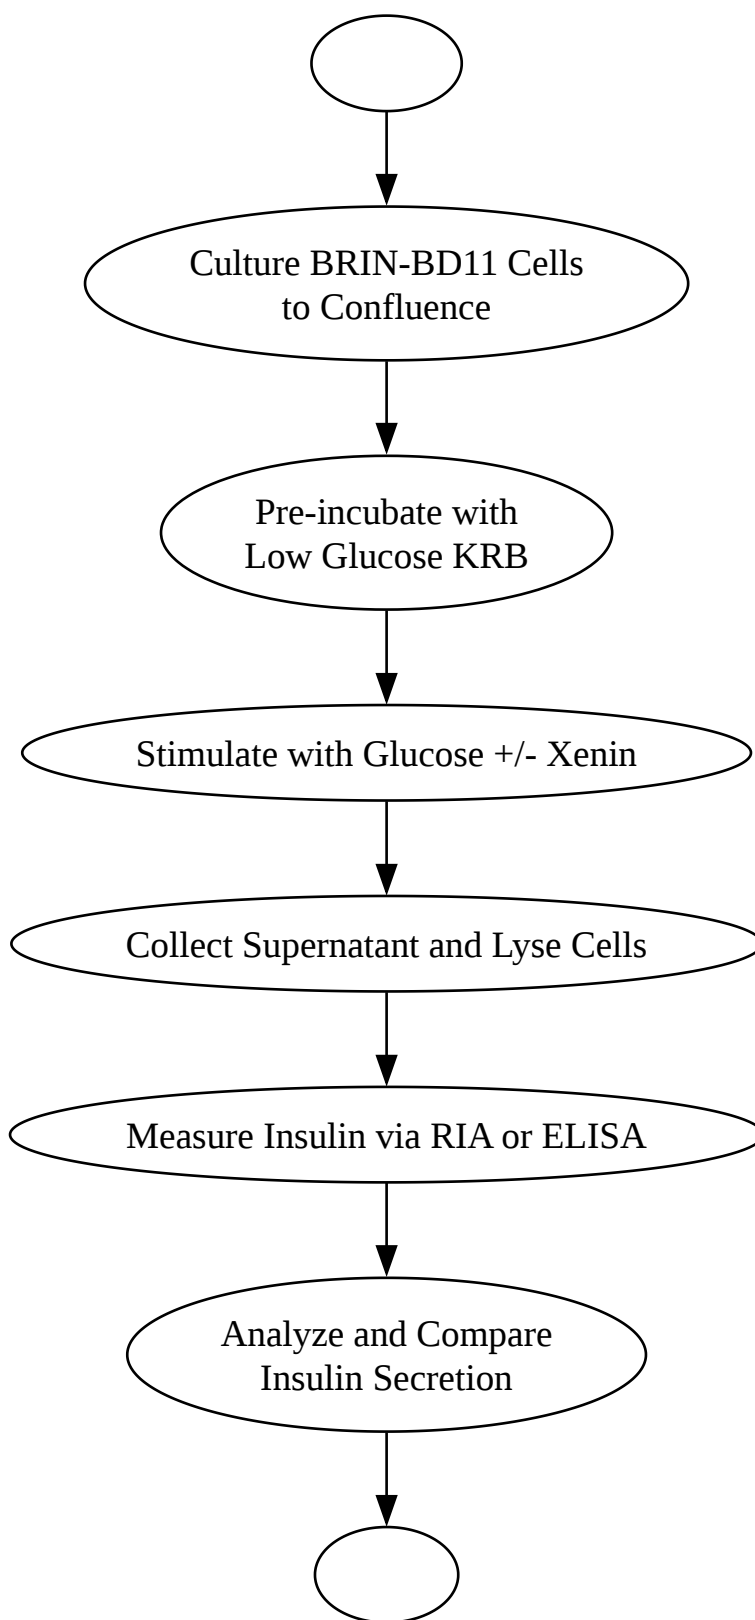 Culture BRIN-BD11 Cells
to Confluence
Pre-incubate with
Low Glucose KRB
Stimulate with Glucose +/- Xenin
Collect Supernatant and Lyse Cells
Measure Insulin via RIA or ELISA
Analyze and Compare
Insulin Secretion